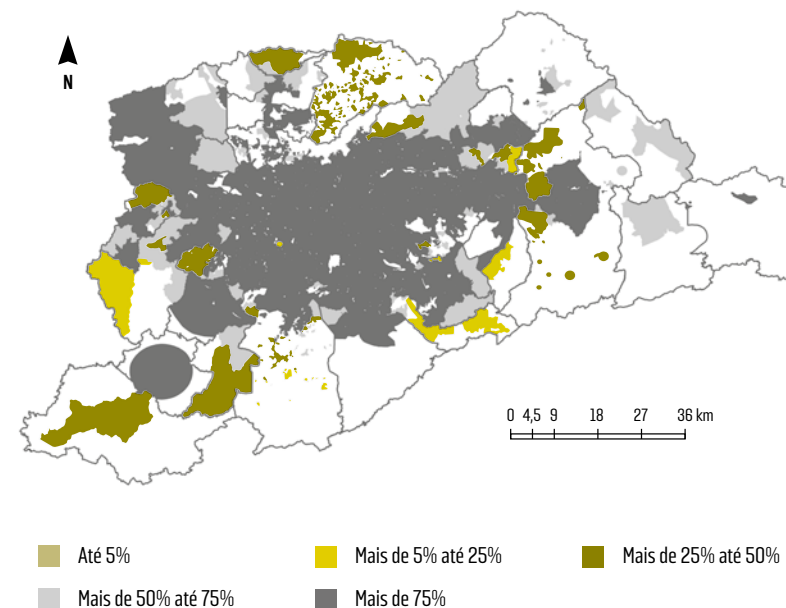 N
0 4,5 9 18 27 36 km
Até 5% Mais de 5% até 25% Mais de 25% até 50%
Mais de 50% até 75% Mais de 75%